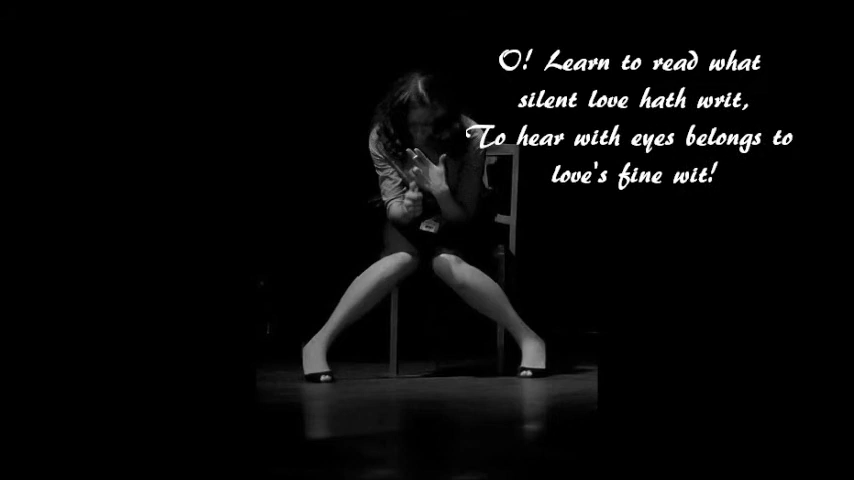 O! Learn to read what
silent love hath writ,
To hear with eyes belongs to
love's fine wit!